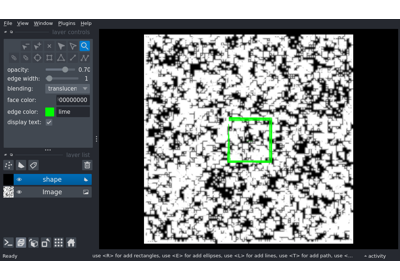 File View Window Plugins Help
layer controls
opacity: 0.70
edge width: 1
blending: translucen
face color: 00000000
edge color: lime
display text:
layer list
shape
Image
Ready
use <R> for add rectangles, use <E> for add ellipses, use <L> for add lines, use <T> for add path, use <...
activity